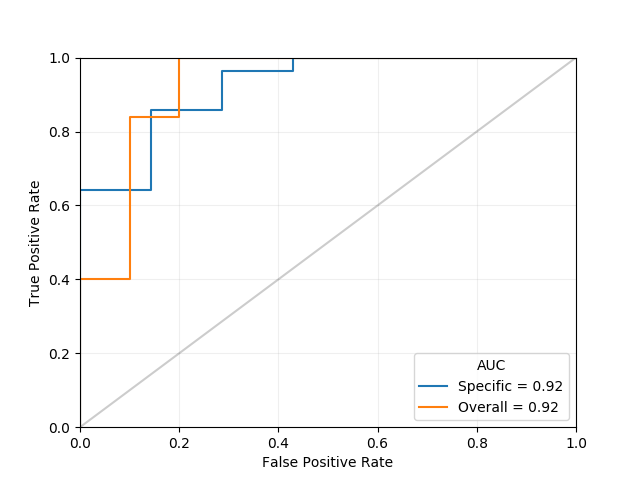 1.0
0.8
0.6
0.4
0.2
0.0
True Positive Rate
AUC
Specific = 0.92
Overall = 0.92
0.0 0.2 0.4 0.6 0.8 1.0
False Positive Rate